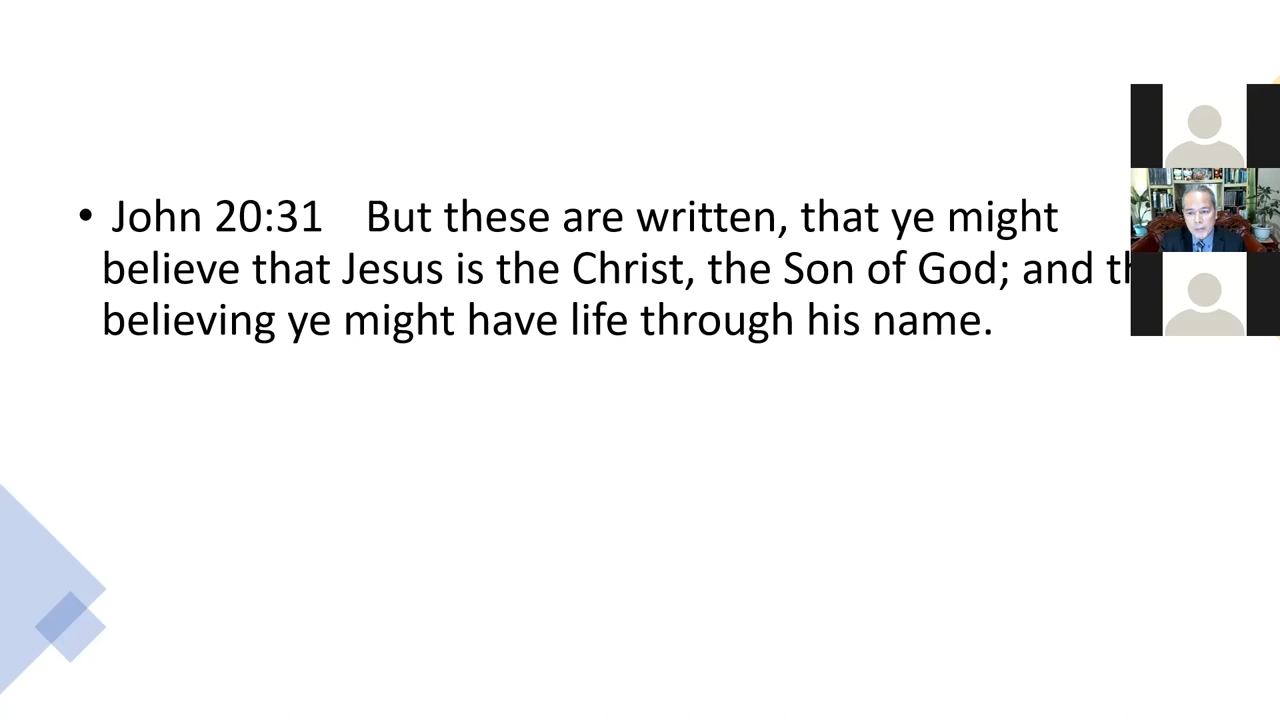 • John 20:31 But these are written, that ye might
believe that Jesus is the Christ, the Son of God; and
believing ye might have life through his name.